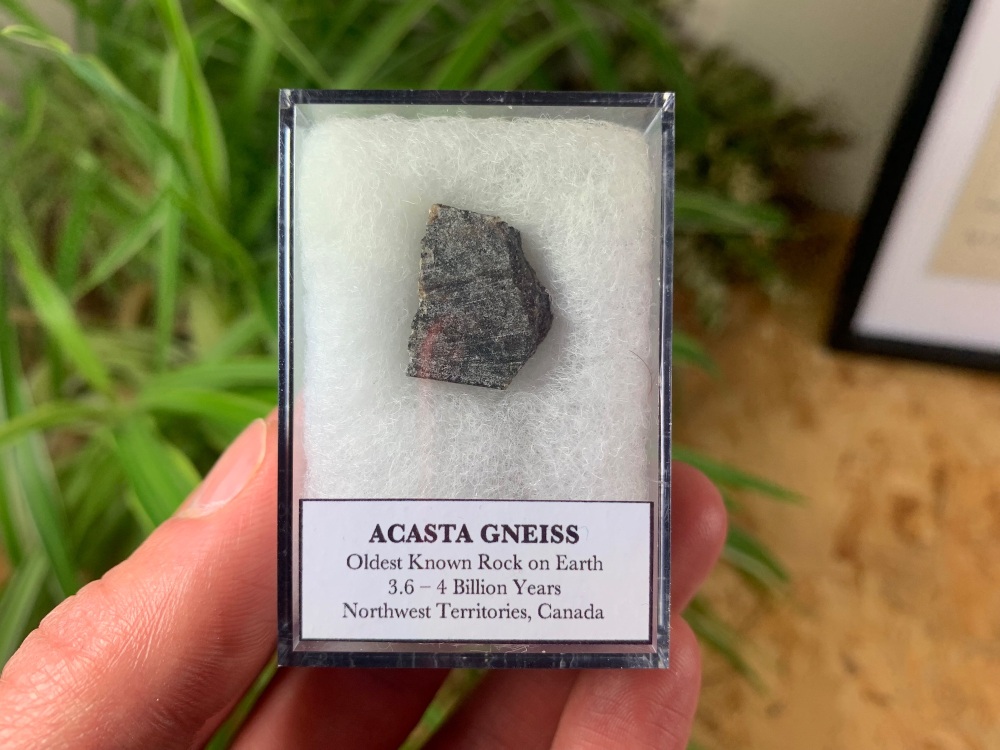 ACASTA GNEISS
Oldest Known Rock on Earth
3.6 – 4 Billion Years
Northwest Territories, Canada